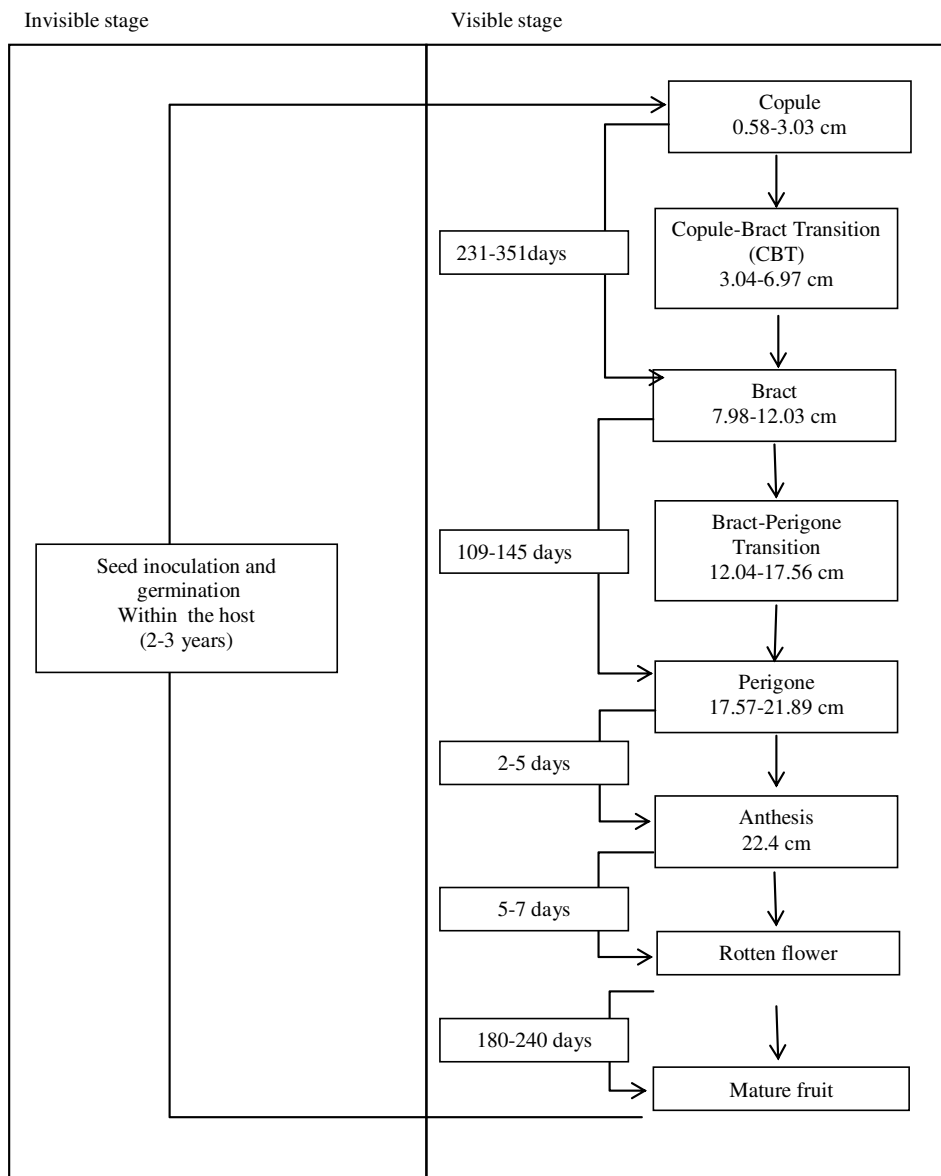 Invisible stage
Visible stage
Copule
0.58-3.03 cm
231-351days
Copule-Bract Transition
(CBT)
3.04-6.97 cm
Bract
7.98-12.03 cm
109-145 days
Bract-Perigone
Transition
12.04-17.56 cm
Seed inoculation and
germination
Within the host
(2-3 years)
Perigone
17.57-21.89 cm
2-5 days
Anthesis
22.4 cm
5-7 days
Rotten flower
180-240 days
Mature fruit